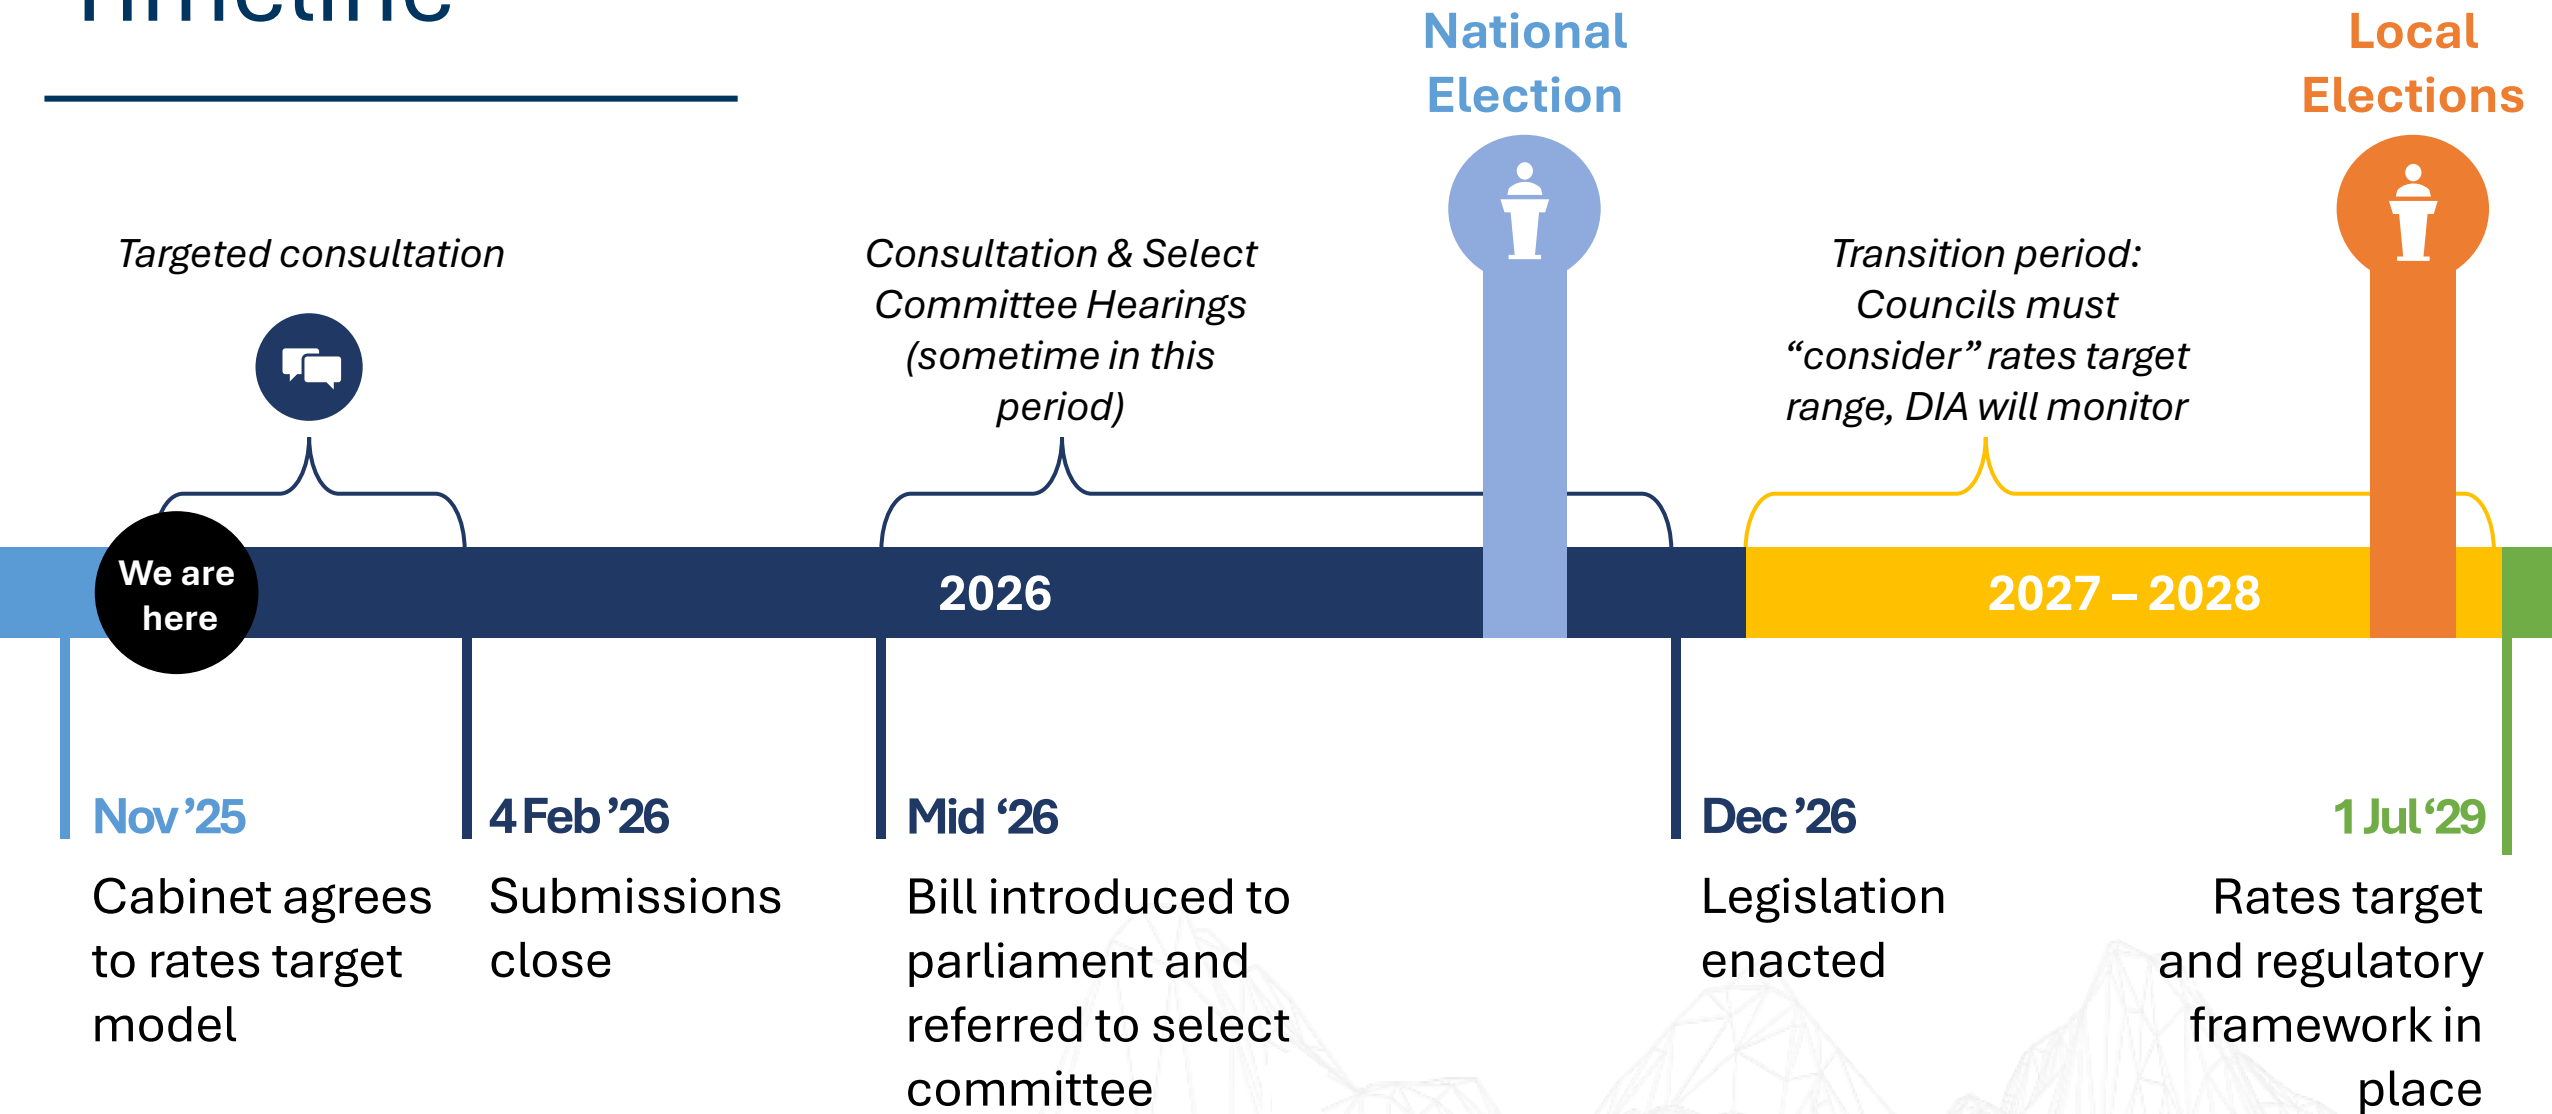 Timeline
National
Election
Local
Elections
Targeted consultation
Consultation & Select
Committee Hearings
(sometime in this
period)
Transition period:
Councils must
“consider” rates target
range, DIA will monitor
We are
here
2026
2027 – 2028
Nov ’25
Cabinet agrees
to rates target
model
4 Feb ’26
Submissions
close
Mid ‘26
Bill introduced to
parliament and
referred to select
committee
Dec ’26
Legislation
enacted
1 Jul ‘29
Rates target
and regulatory
framework in
place